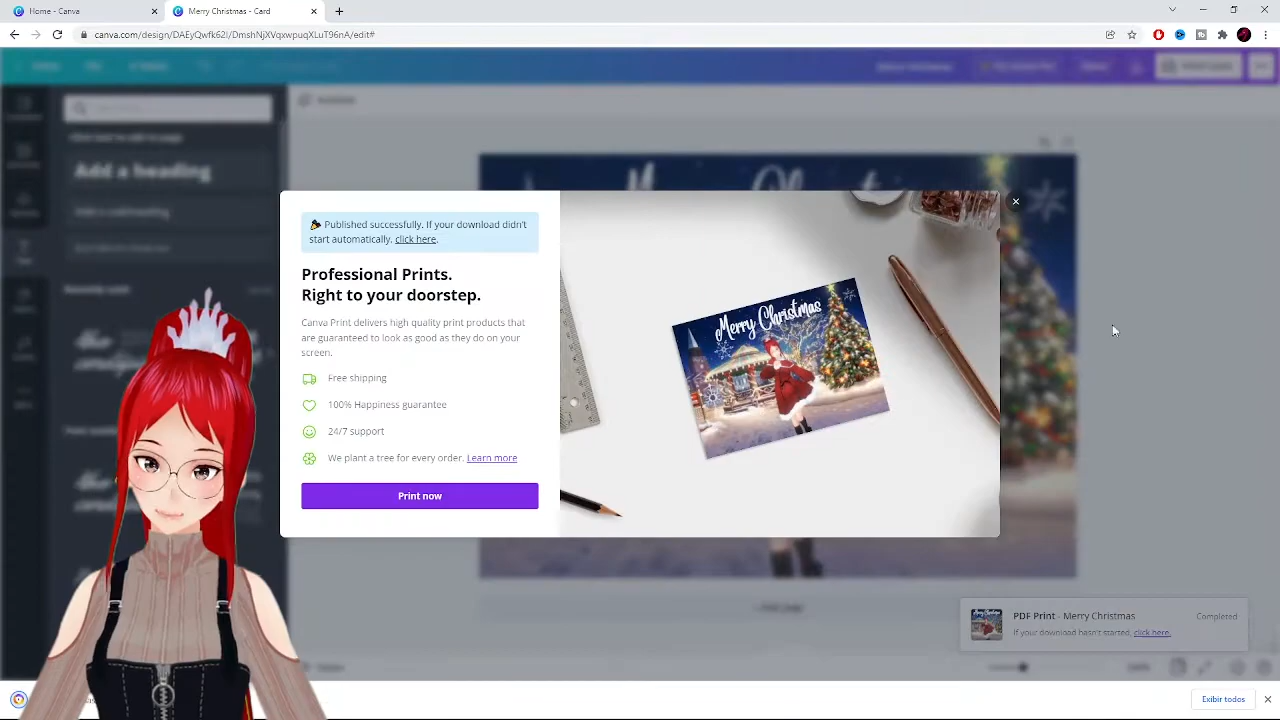 Home - Canva
Merry Christmas - Card
canva.com/design/DAEyQwfk62I/DmshNjXVqxwpuqXLuT96nA/edit#
Add a heading
Merry Christmas
Published successfully. If your download didn't
start automatically, click here.
Professional Prints.
Right to your doorstep.
Canva Print delivers high quality print products that
are guaranteed to look as good as they do on your
screen.
Free shipping
100% Happiness guarantee
24/7 support
We plant a tree for every order. Learn more
Print now
Merry Christmas
PDF Print - Merry Christmas
Completed
If your download hasn't started, click here.
Exibir todos